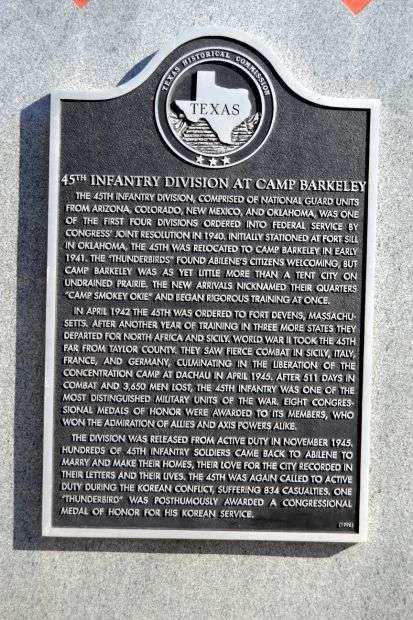 TEXAS HISTORICAL COMMISSION
TEXAS
45TH INFANTRY DIVISION AT CAMP BARKELEY
THE 45TH INFANTRY DIVISION, COMPRISED OF NATIONAL GUARD UNITS
FROM ARIZONA, COLORADO, NEW MEXICO, AND OKLAHOMA, WAS ONE
OF THE FIRST FOUR DIVISIONS ORDERED INTO FEDERAL SERVICE BY
CONGRESS' JOINT RESOLUTION IN 1940. INITIALLY STATIONED AT FORT SILL
IN OKLAHOMA, THE 45TH WAS RELOCATED TO CAMP BARKELEY IN EARLY
1941. THE "THUNDERBIRDS" FOUND ABILENE'S CITIZENS WELCOMING, BUT
CAMP BARKELEY WAS AS YET LITTLE MORE THAN A TENT CITY ON
UNDRAINED PRAIRIE. THE NEW ARRIVALS NICKNAMED THEIR QUARTERS
"CAMP SMOKEY OKIE" AND BEGAN RIGOROUS TRAINING AT ONCE.
IN APRIL 1942 THE 45TH WAS ORDERED TO FORT DEVENS, MASSACHU-
SETTS. AFTER ANOTHER YEAR OF TRAINING IN THREE MORE STATES THEY
DEPARTED FOR NORTH AFRICA AND SICILY. WORLD WAR II TOOK THE 45TH
FAR FROM TAYLOR COUNTY. THEY SAW FIERCE COMBAT IN SICILY, ITALY,
FRANCE, AND GERMANY, CULMINATING IN THE LIBERATION OF THE
CONCENTRATION CAMP AT DACHAU IN APRIL 1945. AFTER 511 DAYS IN
COMBAT AND 3,650 MEN LOST, THE 45TH INFANTRY WAS ONE OF THE
MOST DISTINGUISHED MILITARY UNITS OF THE WAR. EIGHT CONGRES-
SIONAL MEDALS OF HONOR WERE AWARDED TO ITS MEMBERS, WHO
WON THE ADMIRATION OF ALLIES AND AXIS POWERS ALIKE.
THE DIVISION WAS RELEASED FROM ACTIVE DUTY IN NOVEMBER 1945.
HUNDREDS OF 45TH INFANTRY SOLDIERS CAME BACK TO ABILENE TO
MARRY AND MAKE THEIR HOMES, THEIR LOVE FOR THE CITY RECORDED IN
THEIR LETTERS AND THEIR LIVES. THE 45TH WAS AGAIN CALLED TO ACTIVE
DUTY DURING THE KOREAN CONFLICT, SUFFERING 834 CASUALTIES. ONE
"THUNDERBIRD" WAS POSTHUMOUSLY AWARDED A CONGRESSIONAL
MEDAL OF HONOR FOR HIS KOREAN SERVICE.
(1998)